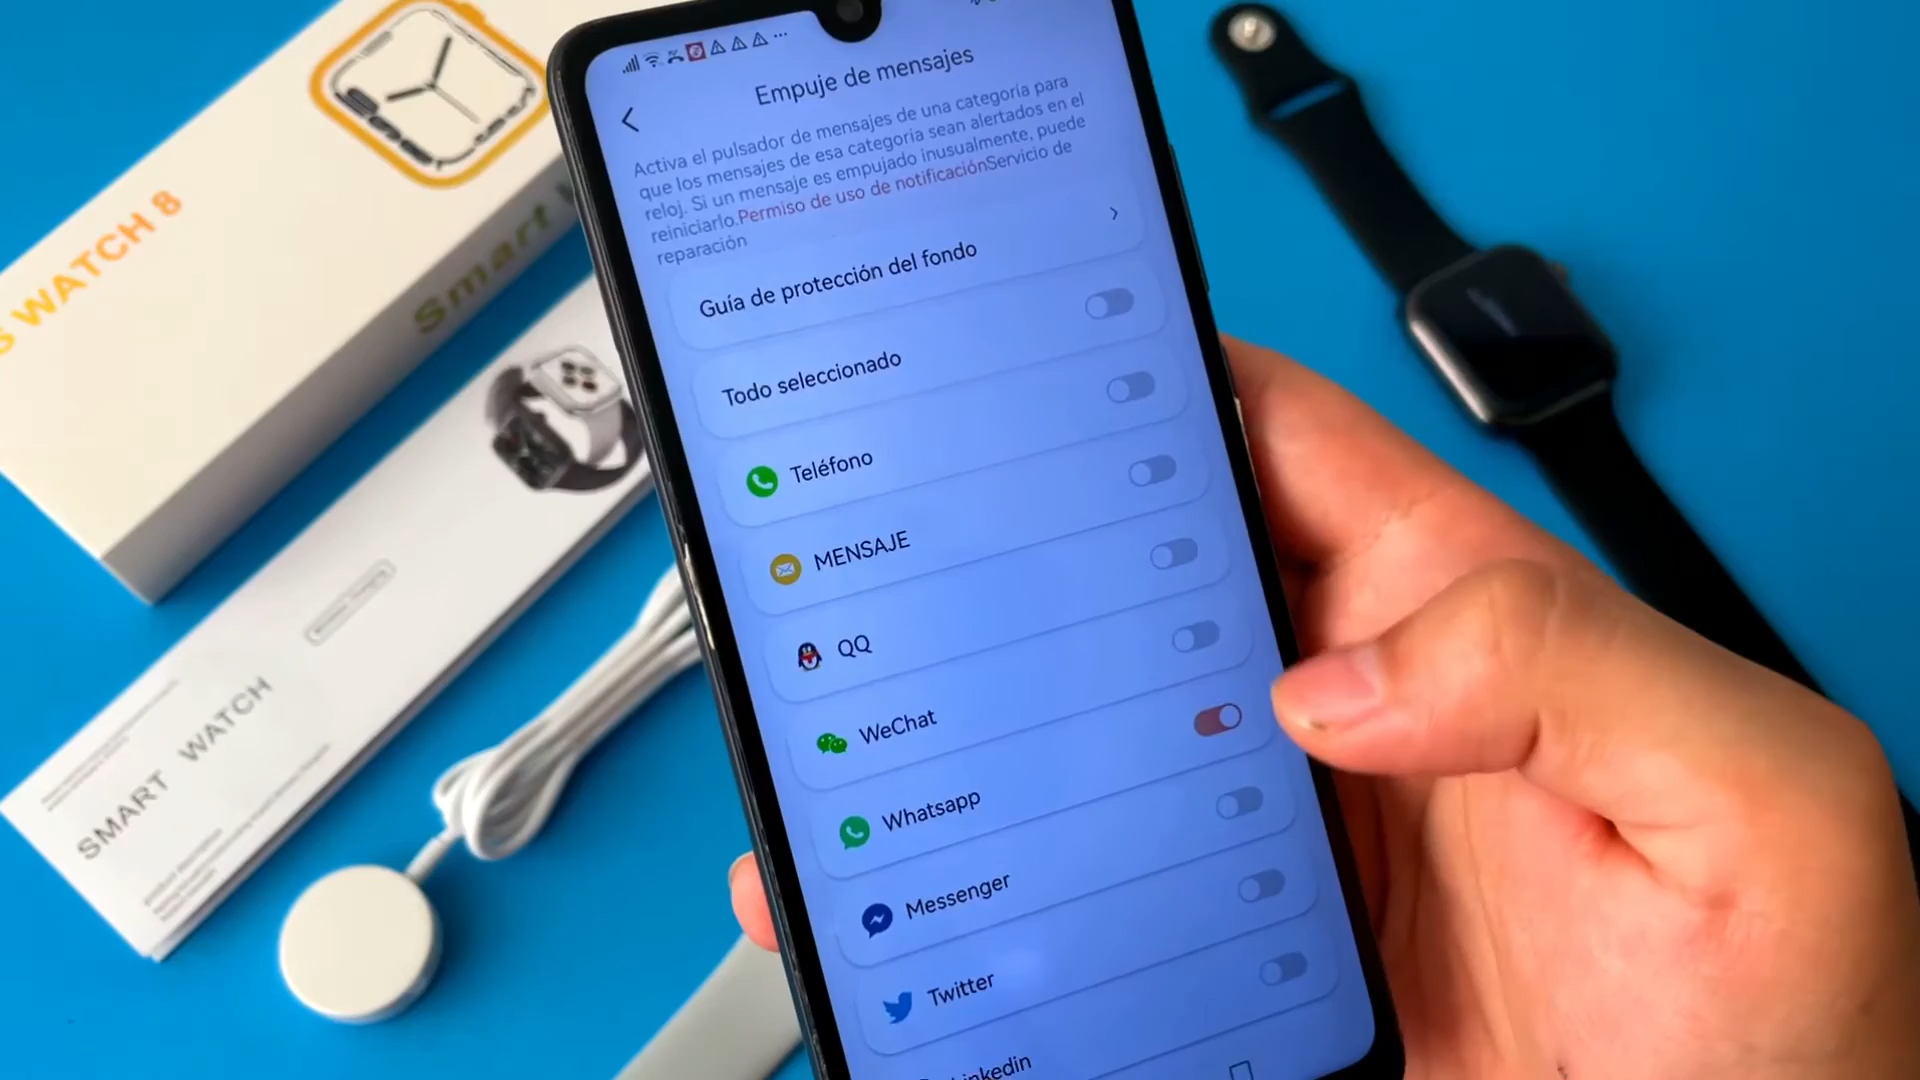 Empuje de mensajes
Activa el pulsador de mensajes de una categoría para
que los mensajes de esa categoría sean alertados en el
reloj. Si un mensaje es empujado inusualmente, puede
reiniciarlo.Permiso de uso de notificaciónServicio de
reparación
Guía de protección del fondo
Todo seleccionado
Teléfono
MENSAJE
QQ
WeChat
Whatsapp
Messenger
Twitter
Linkedin
WATCH 8
Smart
SMART WATCH